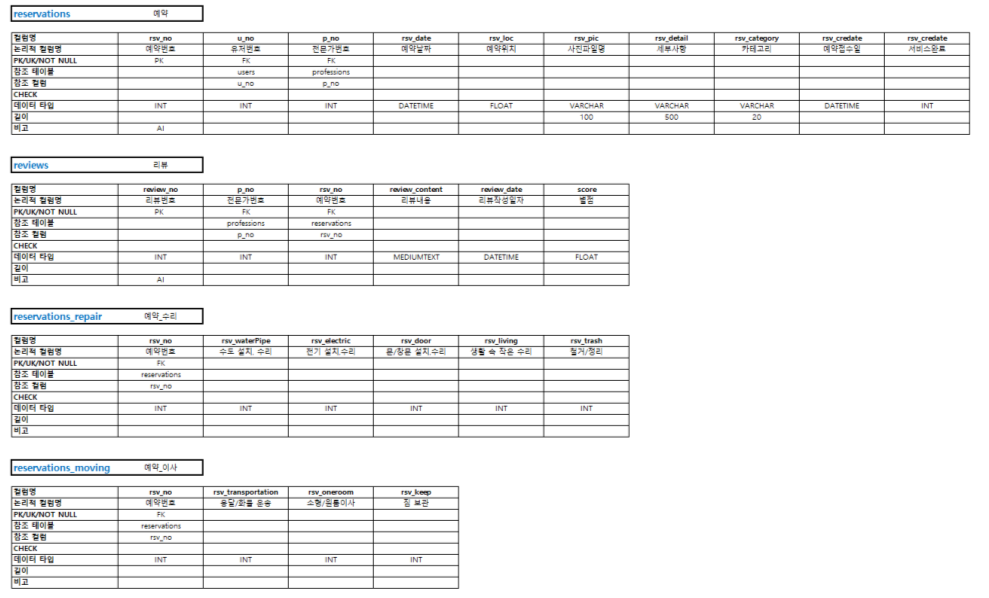 reservations 예약
컬럼명 rsv_no u_no p_no rsv_date rsv_loc rsv_pic rsv_detail rsv_category rsv_credate rsv_credate
논리적 컬럼명 예약번호 유저번호 전문가번호 예약날짜 예약위치 사진파일명 세부사항 카테고리 예약접수일 서비스완료
PK/UK/NOT NULL PK FK FK
참조 테이블 users professions
참조 컬럼 u_no p_no
CHECK
데이터 타입 INT INT INT DATETIME FLOAT VARCHAR VARCHAR VARCHAR DATETIME INT
길이 100 500 20
비고 AI
reviews 리뷰
컬럼명 review_no p_no rsv_no review_content review_date score
논리적 컬럼명 리뷰번호 전문가번호 예약번호 리뷰내용 리뷰작성일자 별점
PK/UK/NOT NULL PK FK FK
참조 테이블 professions reservations
참조 컬럼 p_no rsv_no
CHECK
데이터 타입 INT INT INT MEDIUMTEXT DATETIME FLOAT
길이
비고 AI
reservations_repair 예약_수리
컬럼명 rsv_no rsv_waterPipe rsv_electric rsv_door rsv_living rsv_trash
논리적 컬럼명 예약번호 수도 설치, 수리 전기 설치,수리 문/창문 설치,수리 생활 속 작은 수리 철거/정리
PK/UK/NOT NULL FK
참조 테이블 reservations
참조 컬럼 rsv_no
CHECK
데이터 타입 INT INT INT INT INT INT
길이
비고
reservations_moving 예약_이사
컬럼명 rsv_no rsv_transportation rsv_oneroom rsv_keep
논리적 컬럼명 예약번호 용달/화물 운송 소형/원룸이사 짐 보관
PK/UK/NOT NULL FK
참조 테이블 reservations
참조 컬럼 rsv_no
CHECK
데이터 타입 INT INT INT INT
길이
비고